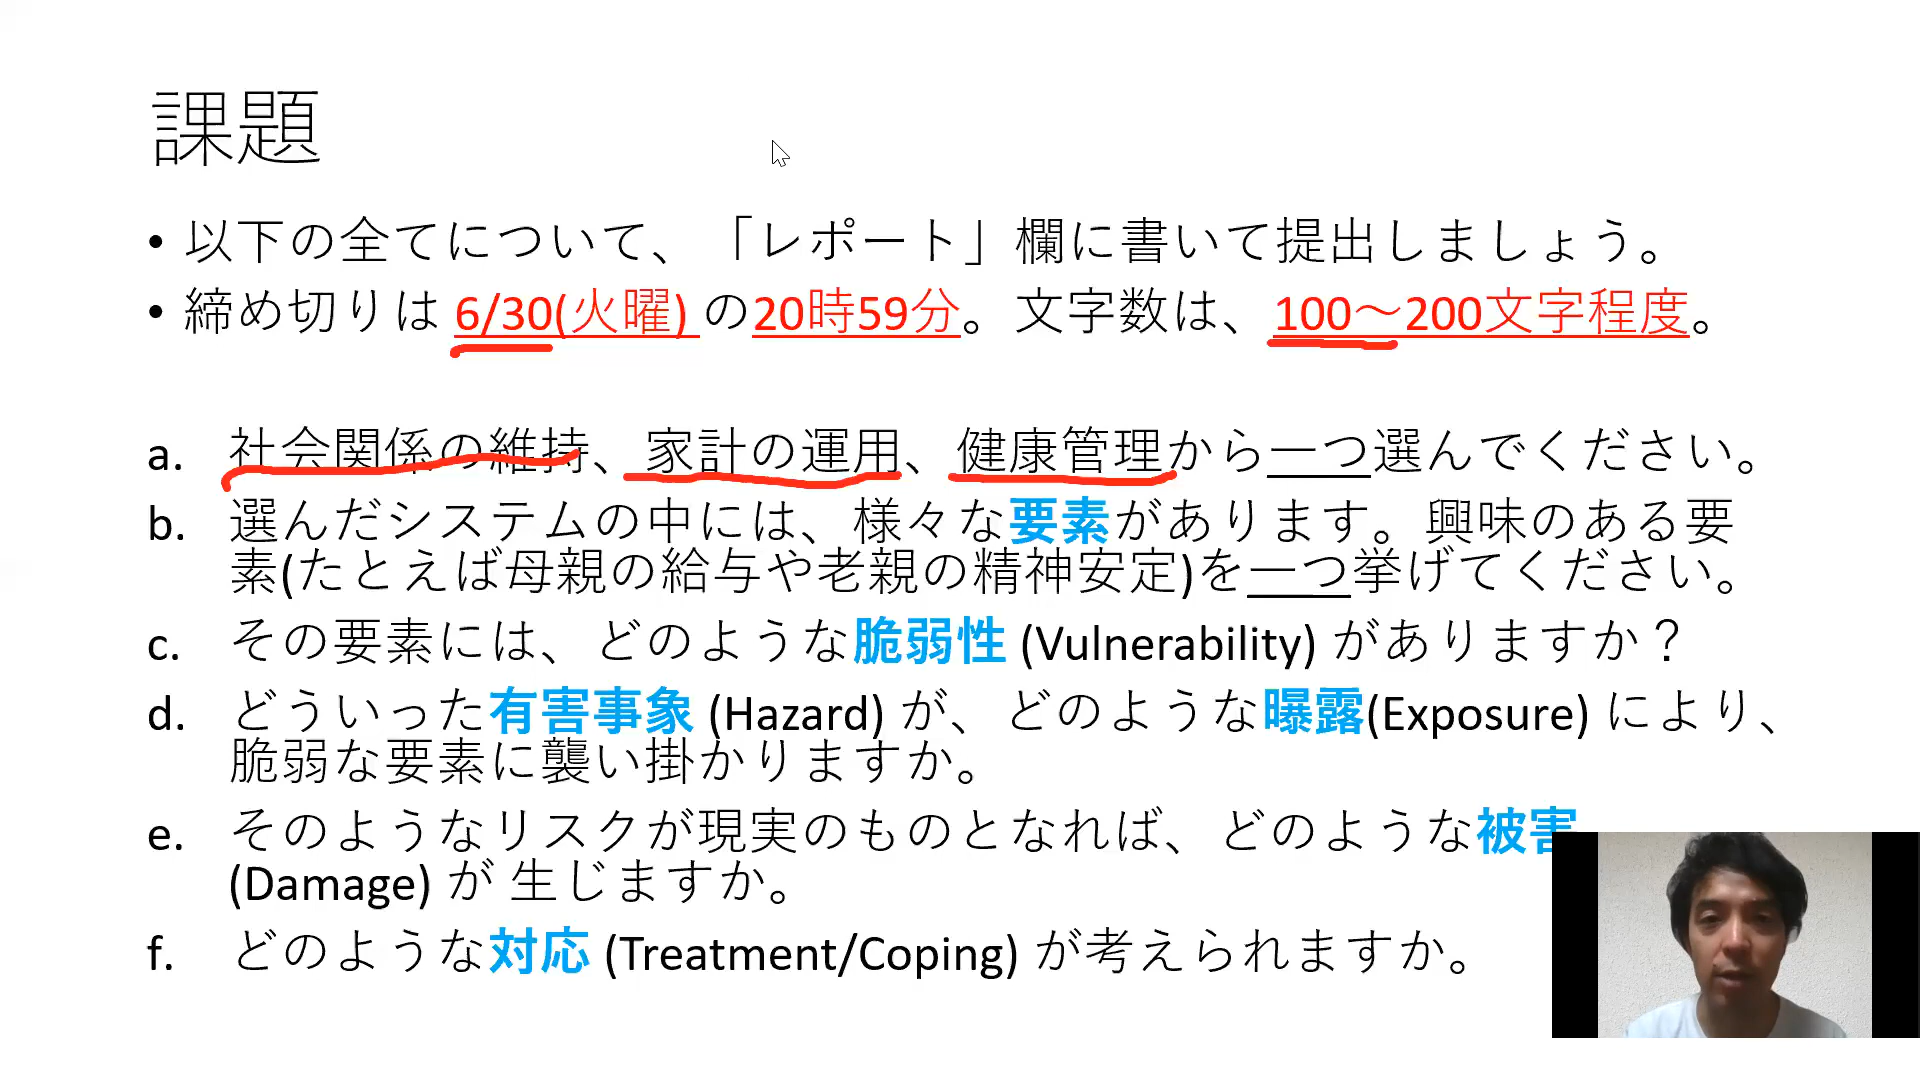 課題
• 以下の全てについて、「レポート」欄に書いて提出しましょう。
• 締め切りは 6/30(火曜) の20時59分。文字数は、100～200文字程度。
a. 社会関係の維持、家計の運用、健康管理から一つ選んでください。
b. 選んだシステムの中には、様々な要素があります。興味のある要
素(たとえば母親の給与や老親の精神安定)を一つ挙げてください。
c. その要素には、どのような脆弱性 (Vulnerability) がありますか？
d. どういった有害事象 (Hazard) が、どのような曝露(Exposure) により、
脆弱な要素に襲い掛かりますか。
e. そのようなリスクが現実のものとなれば、どのような被害
(Damage) が 生じますか。
f. どのような対応 (Treatment/Coping) が考えられますか。